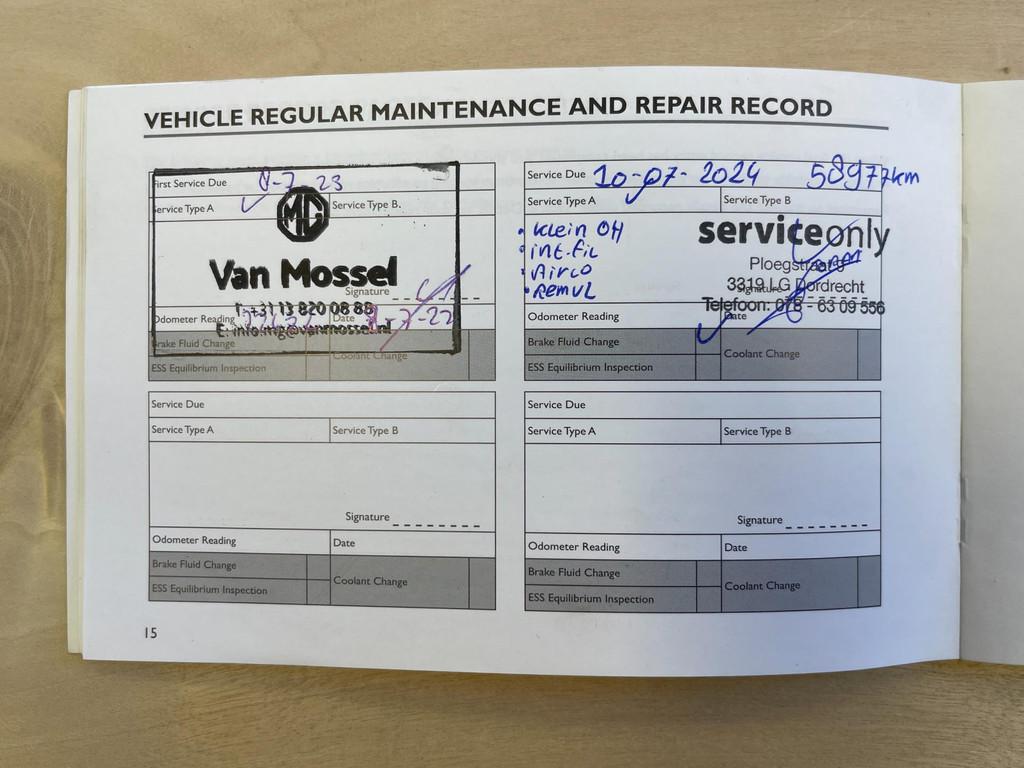 VEHICLE REGULAR MAINTENANCE AND REPAIR RECORD
First Service Due
Service Type A
Service Type B.
MG
Van Mossel
Signature
T: +31 13 820 08 88
Odometer Reading
Date
E: info.mg@vanmossel.nl
Brake Fluid Change
Coolant Change
ESS Equilibrium Inspection
Service Due 10-07-2024 58977km
Service Type A
Service Type B
• Klein OH
• int.fil
• Airco
• Remvl
serviceonly
Ploegstraat
3319 LG Dordrecht
Signature
Telefoon: 078 - 63 09 556
Odometer Reading
Date
Brake Fluid Change
Coolant Change
ESS Equilibrium Inspection
Service Due
Service Type A
Service Type B
Signature
Odometer Reading
Date
Brake Fluid Change
Coolant Change
ESS Equilibrium Inspection
Service Due
Service Type A
Service Type B
Signature
Odometer Reading
Date
Brake Fluid Change
Coolant Change
ESS Equilibrium Inspection
15